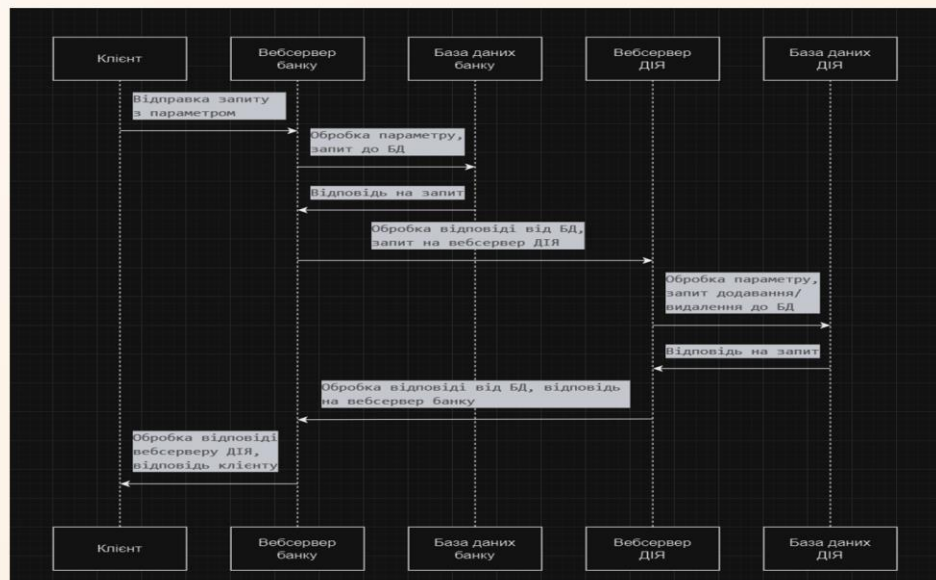 Клієнт
Вебсервер
банку
База даних
банку
Вебсервер
ДІЯ
База даних
ДІЯ
Відправка запиту
з параметром
Обробка параметру,
запит до БД
Відповідь на запит
Обробка відповіді від БД,
запит на вебсервер ДІЯ
Обробка параметру,
запит додавання/
видалення до БД
Відповідь на запит
Обробка відповіді від БД, відповідь
на вебсервер банку
Обробка відповіді
вебсерверу ДІЯ,
відповідь клієнту
Клієнт
Вебсервер
банку
База даних
банку
Вебсервер
ДІЯ
База даних
ДІЯ